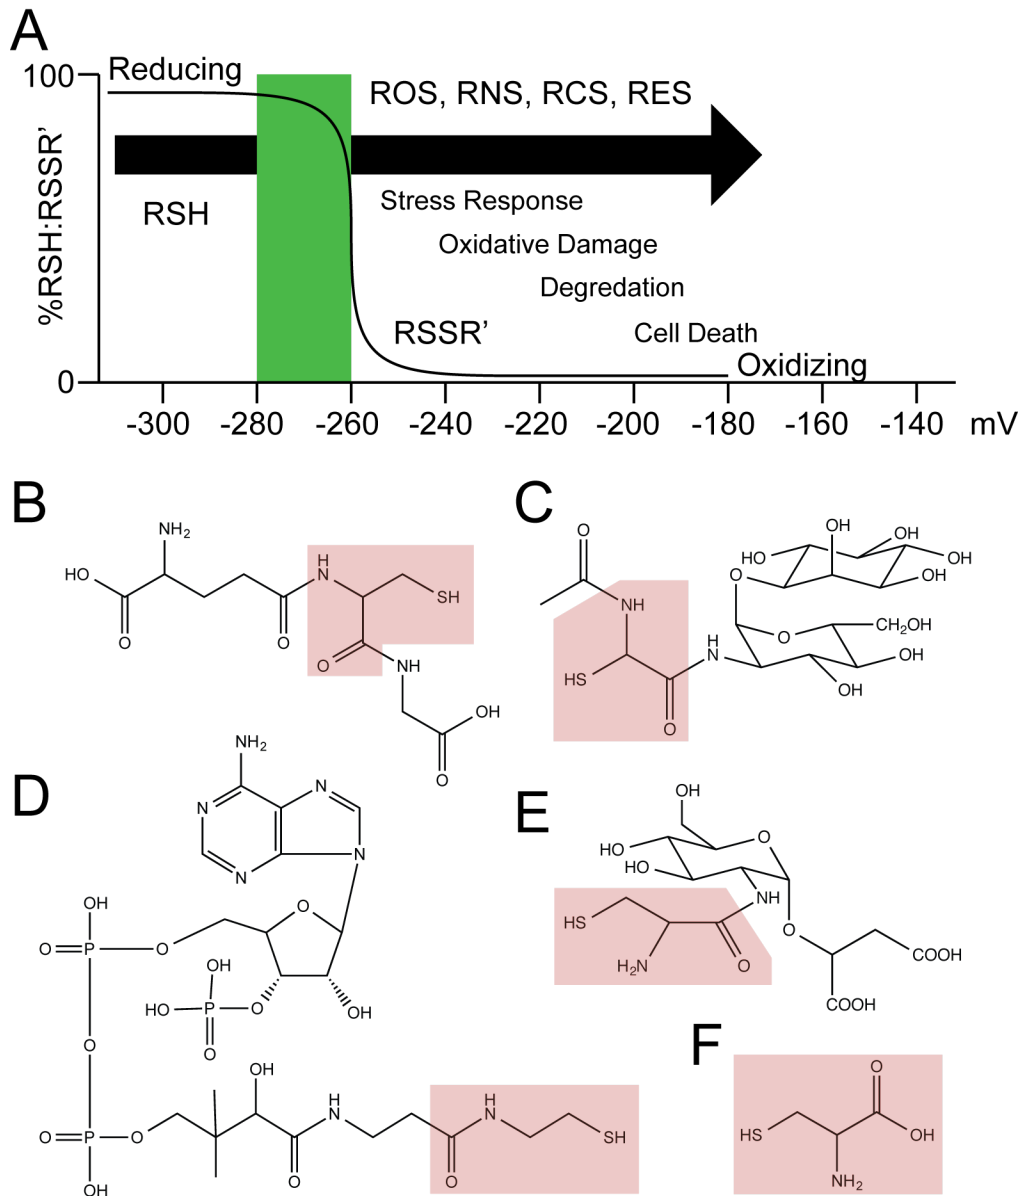 A
100
Reducing
ROS, RNS, RCS, RES
%RSH:RSSR’
RSH
Stress Response
Oxidative Damage
Degredation
RSSR’
Cell Death
0
Oxidizing
-300 -280 -260 -240 -220 -200 -180 -160 -140 mV
B
NH2
HO
O
O
H
N
SH
O
NH
OH
O
C
O
NH
HS
O
H
N
OH
HO
OH
OH
OH
O
O
CH2OH
OH
OH
D
NH2
N
N
N
N
O
OH
O P
O
OH
HO P O
O
OH
O
OH
O P O
OH
O
H
N
O
H
N
SH
OH
E
OH
HO
HO
O
NH
HS
H2N
O
O
COOH
COOH
F
O
HS
OH
NH2